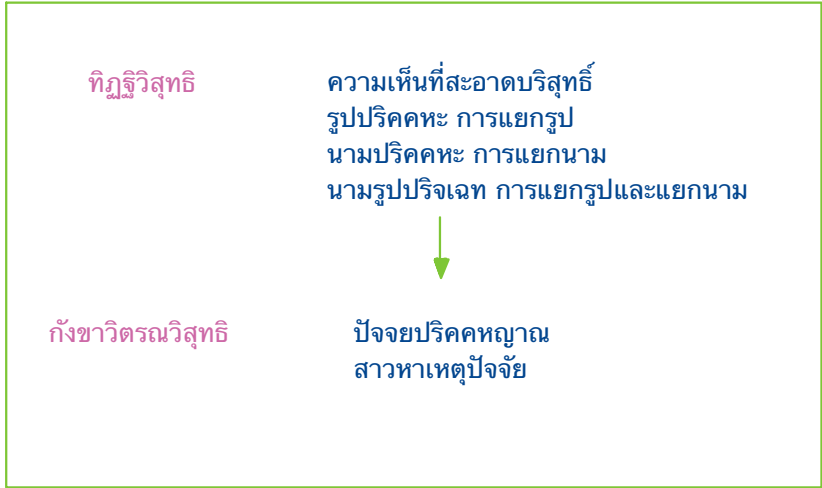 ทิฏฐิวิสุทธิ ความเห็นที่สะอาดบริสุทธิ์
รูปปริคคหะ การแยกรูป
นามปริคคหะ การแยกนาม
นามรูปปริจเฉท การแยกรูปและแยกนาม
กังขาวิตรณวิสุทธิ ปัจจยปริคคหญาณ
สาวหาเหตุปัจจัย